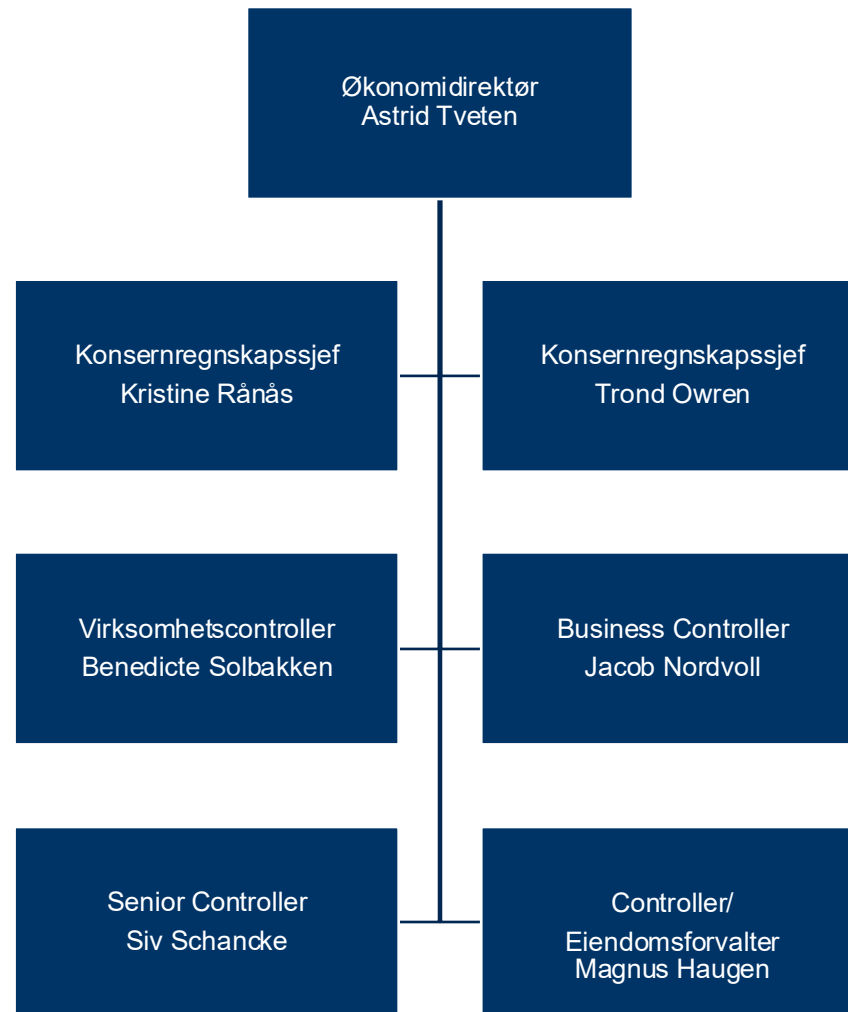 Økonomidirektør
Astrid Tveten
Konsernregnskapssjef
Kristine Rånås
Konsernregnskapssjef
Trond Owren
Virksomhetscontroller
Benedicte Solbakken
Business Controller
Jacob Nordvoll
Senior Controller
Siv Schancke
Controller/
Eiendomsforvalter
Magnus Haugen